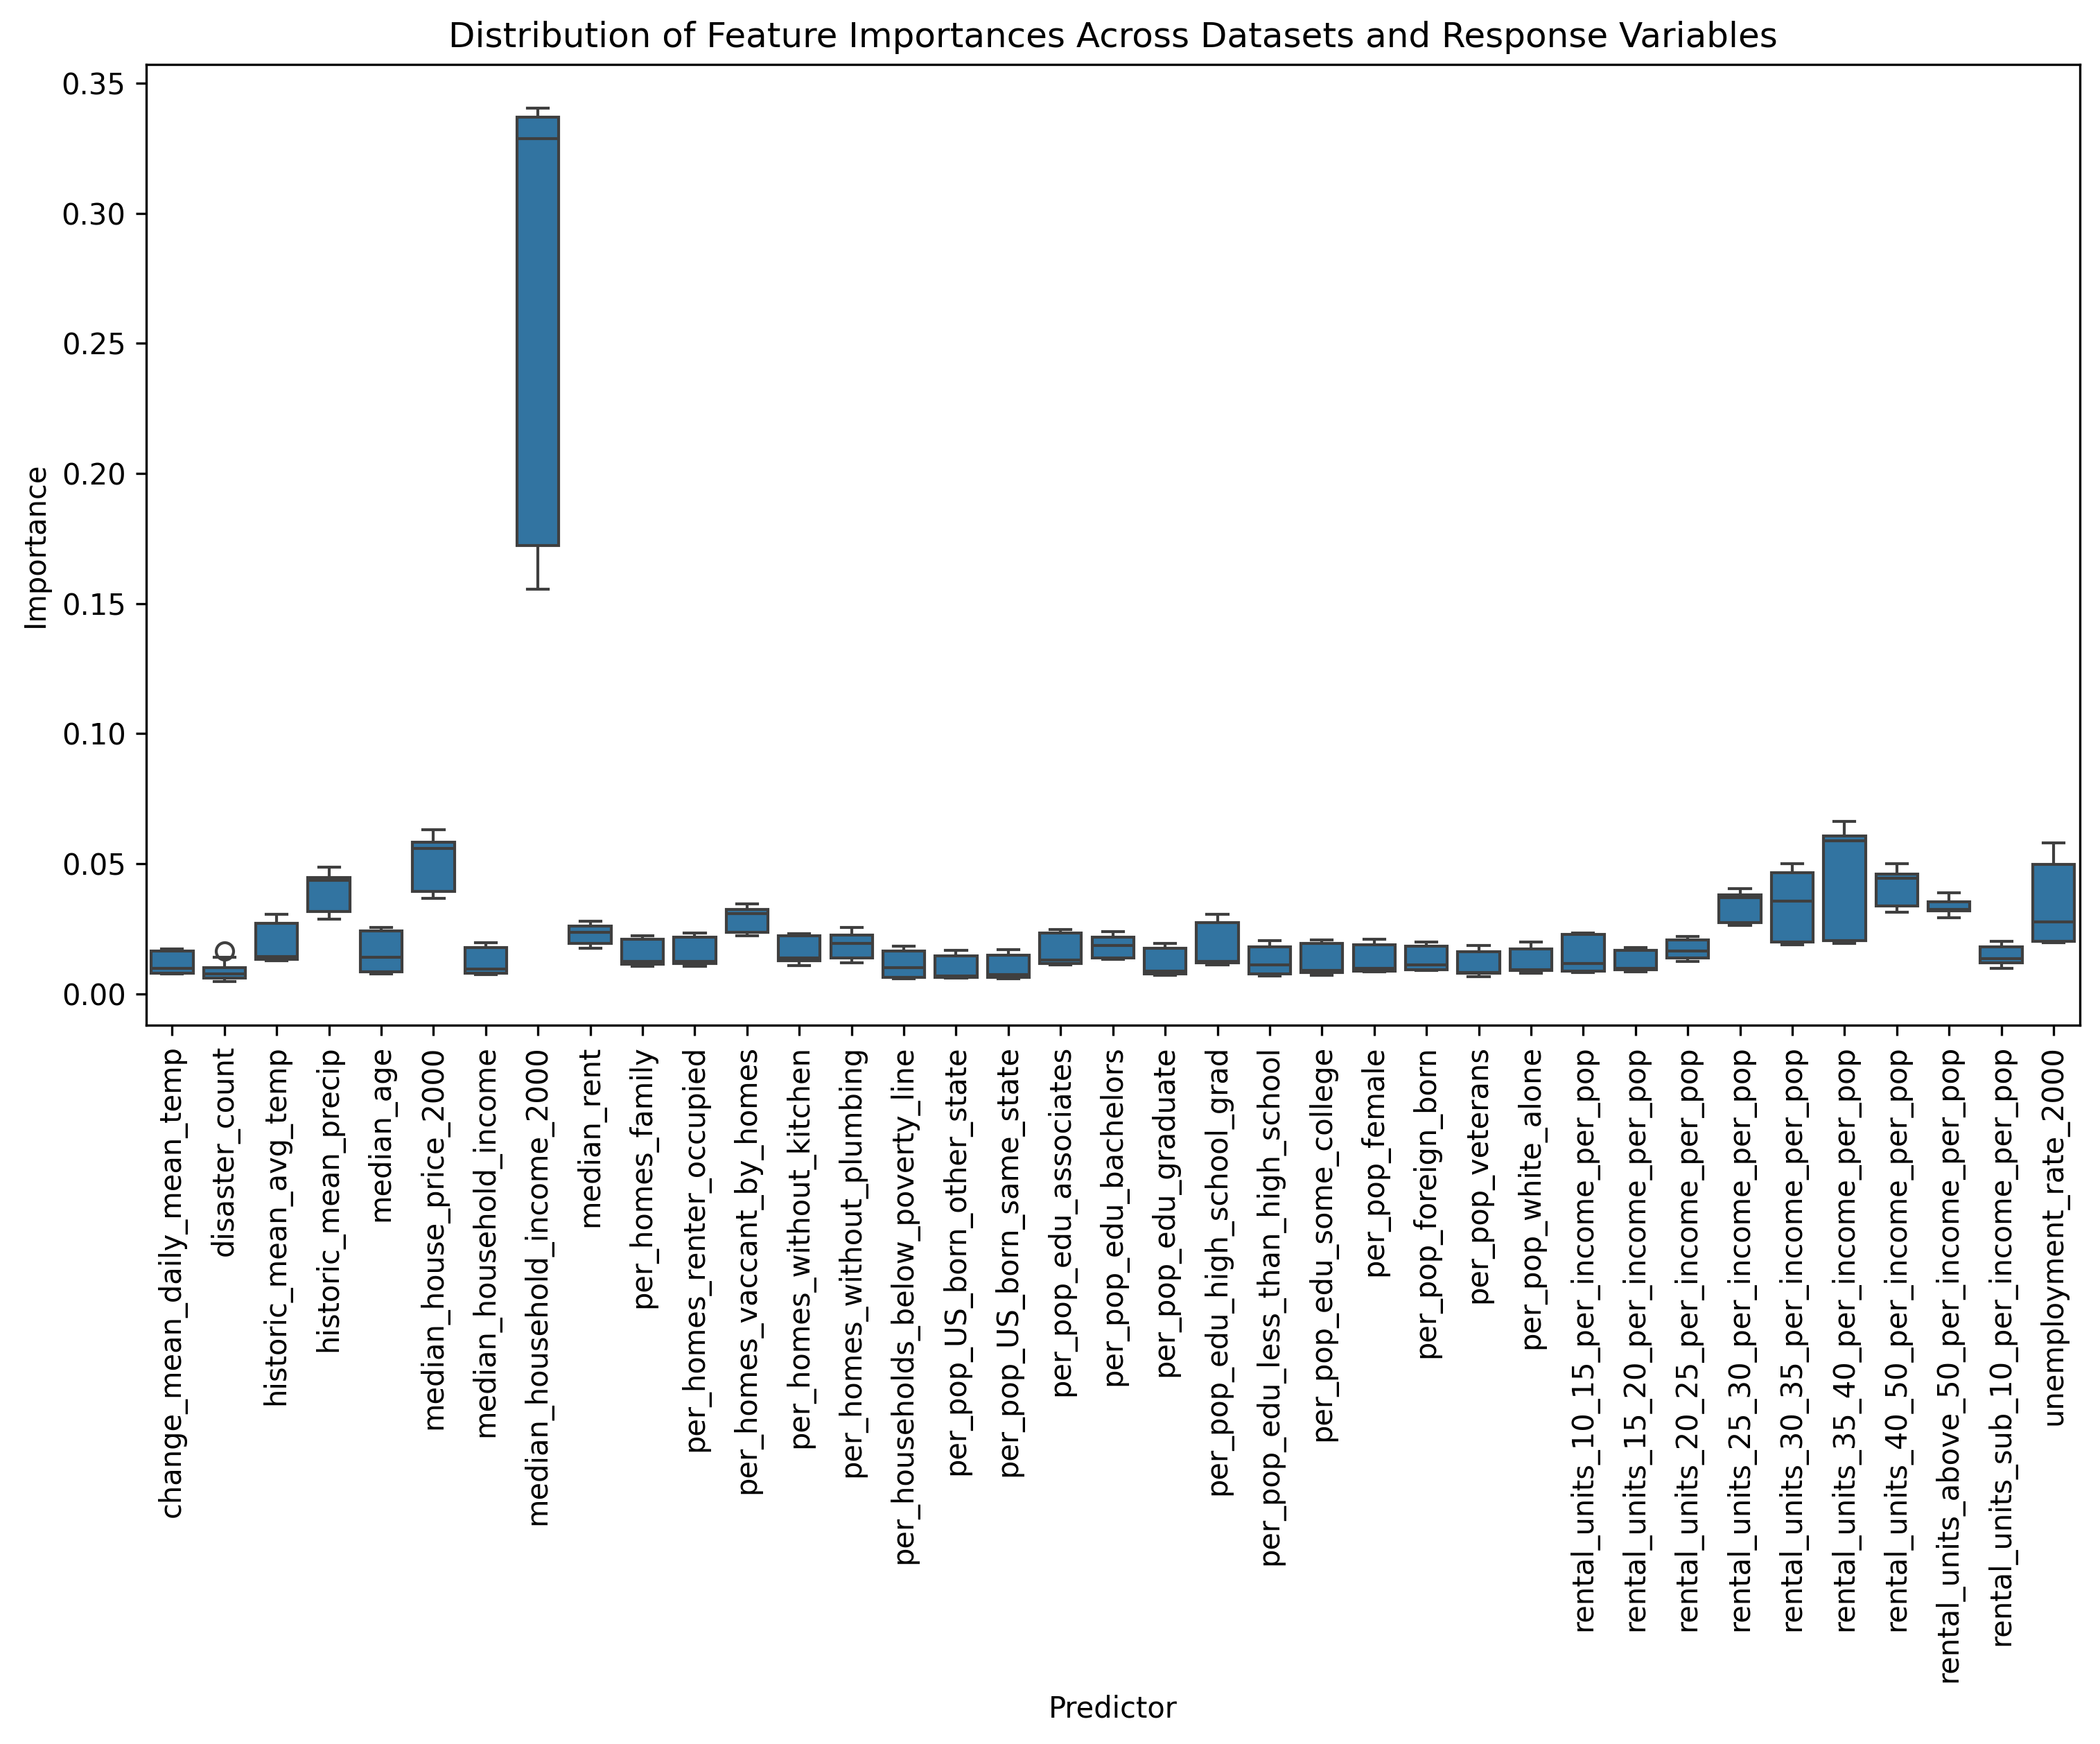 Distribution of Feature Importances Across Datasets and Response Variables
0.35
0.30
0.25
0.20
0.15
0.10
0.05
0.00
Importance
change_mean_daily_mean_temp
disaster_count
historic_mean_avg_temp
historic_mean_precip
median_age
median_house_price_2000
median_household_income
median_household_income_2000
median_rent
per_homes_family
per_homes_renter_occupied
per_homes_vaccant_by_homes
per_homes_without_kitchen
per_homes_without_plumbing
per_households_below_poverty_line
per_pop_US_born_other_state
per_pop_US_born_same_state
per_pop_edu_associates
per_pop_edu_bachelors
per_pop_edu_graduate
per_pop_edu_high_school_grad
per_pop_edu_less_than_high_school
per_pop_edu_some_college
per_pop_female
per_pop_foreign_born
per_pop_veterans
per_pop_white_alone
rental_units_10_15_per_income_per_pop
rental_units_15_20_per_income_per_pop
rental_units_20_25_per_income_per_pop
rental_units_25_30_per_income_per_pop
rental_units_30_35_per_income_per_pop
rental_units_35_40_per_income_per_pop
rental_units_40_50_per_income_per_pop
rental_units_above_50_per_income_per_pop
rental_units_sub_10_per_income_per_pop
unemployment_rate_2000
Predictor